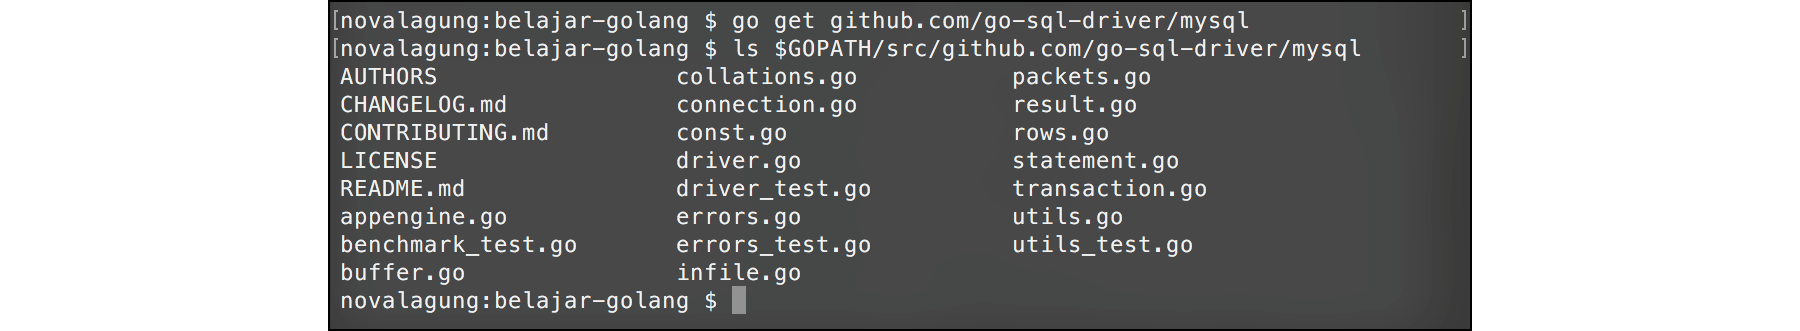 [novalagung:belajar-golang $ go get github.com/go-sql-driver/mysql ]
[novalagung:belajar-golang $ ls $GOPATH/src/github.com/go-sql-driver/mysql ]
AUTHORS collations.go packets.go
CHANGELOG.md connection.go result.go
CONTRIBUTING.md const.go rows.go
LICENSE driver.go statement.go
README.md driver_test.go transaction.go
appengine.go errors.go utils.go
benchmark_test.go errors_test.go utils_test.go
buffer.go infile.go
novalagung:belajar-golang $